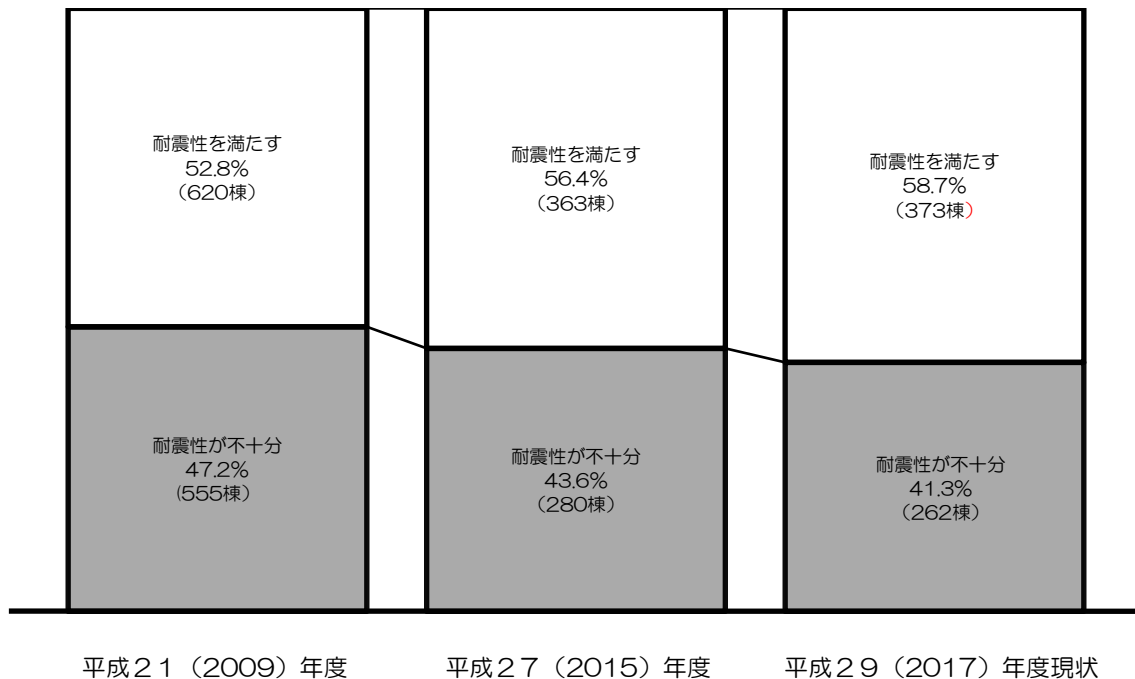 耐震性を満たす
52.8%
（620棟）
耐震性が不十分
47.2%
(555棟）
耐震性を満たす
56.4%
（363棟）
耐震性が不十分
43.6%
（280棟）
耐震性を満たす
58.7%
（373棟）
耐震性が不十分
41.3%
（262棟）
平成２１（2009）年度
平成２７（2015）年度
平成２９（2017）年度現状